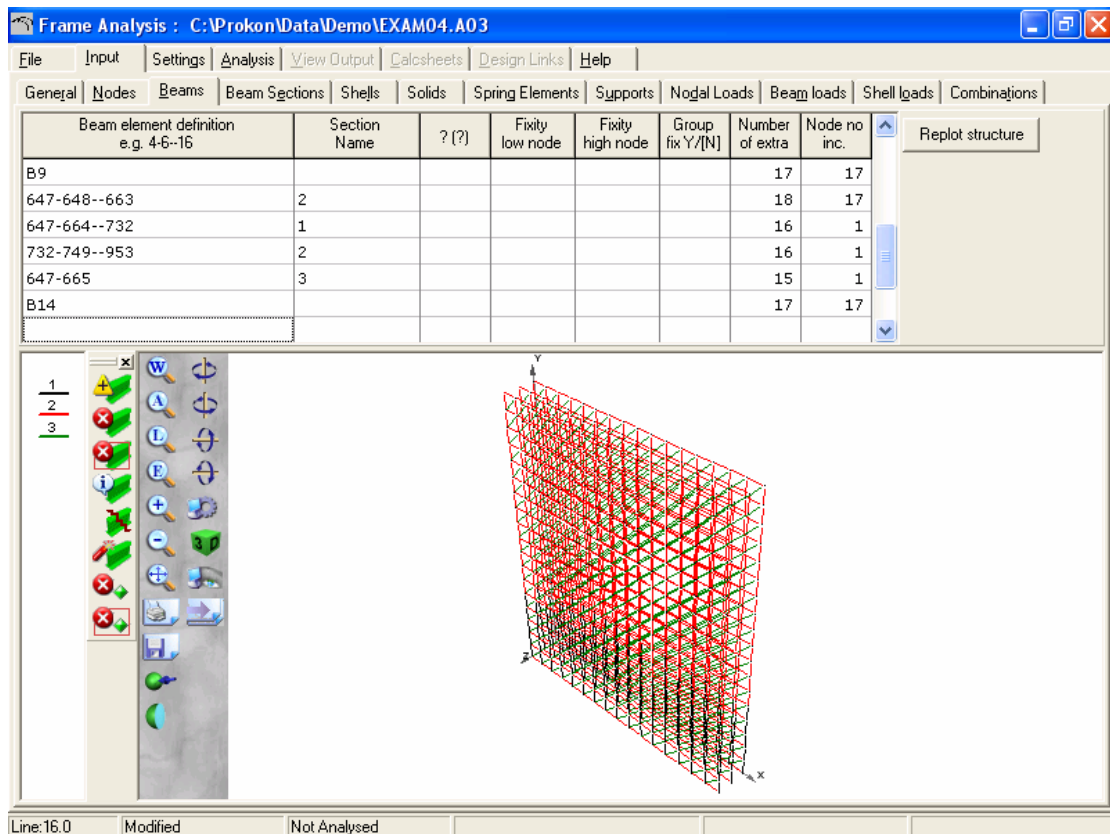 Frame Analysis : C:\Prokon\Data\Demo\EXAM04.A03
File Input Settings Analysis View Output Calcsheets Design Links Help
General Nodes Beams Beam Sections Shells Solids Spring Elements Supports Nodal Loads Beam loads Shell loads Combinations
Beam element definition e.g. 4-6--16 Section Name ? (?) Fixity low node Fixity high node Group fix Y/[N] Number of extra Node no inc. Replot structure
B9 17 17
647-648--663 2 18 17
647-664--732 1 16 1
732-749--953 2 16 1
647-665 3 15 1
B14 17 17
1
2
3
W
A
L
E
3D
Y
Z
X
Line:16.0 Modified Not Analysed